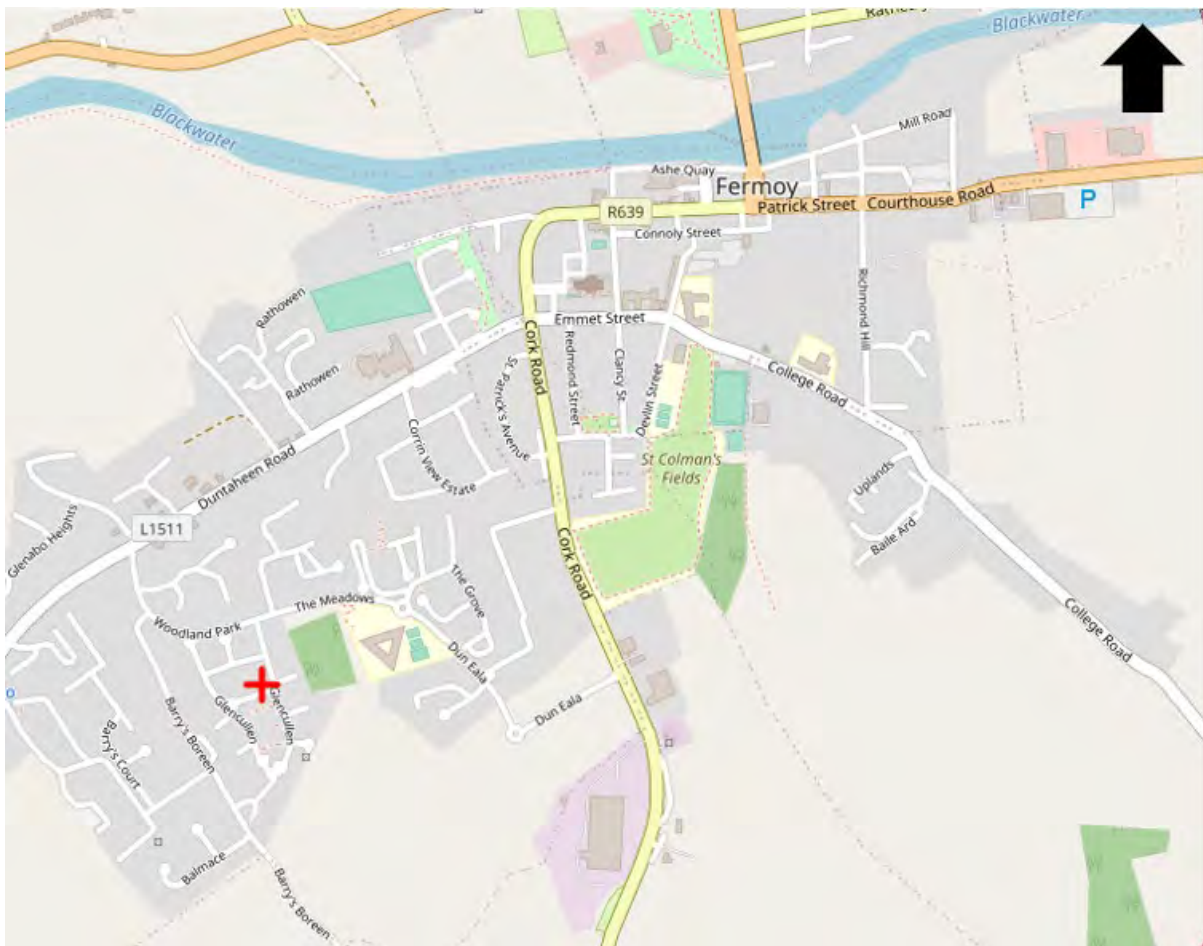 Blackwater
Rathealy
Blackwater
Mill Road
Ashe Quay
Fermoy
Patrick Street
Courthouse Road
P
R639
Connoly Street
Richmond Hill
Rathowen
Emmet Street
Cork Road
Redmond Street
Clancy St
Devlin Street
College Road
Rathowen
St. Patrick's Avenue
Corrin View Estate
St Colman's
Fields
Duntaheen Road
Uplands
Glenabo Heights
L1511
Baile Ard
Cork Road
The Grove
The Meadows
Woodland Park
College Road
Dun Eala
Dun Eala
Glencullen
Glencullen
Barry's Boreen
Barry's Court
Balmace
Barry's Boreen